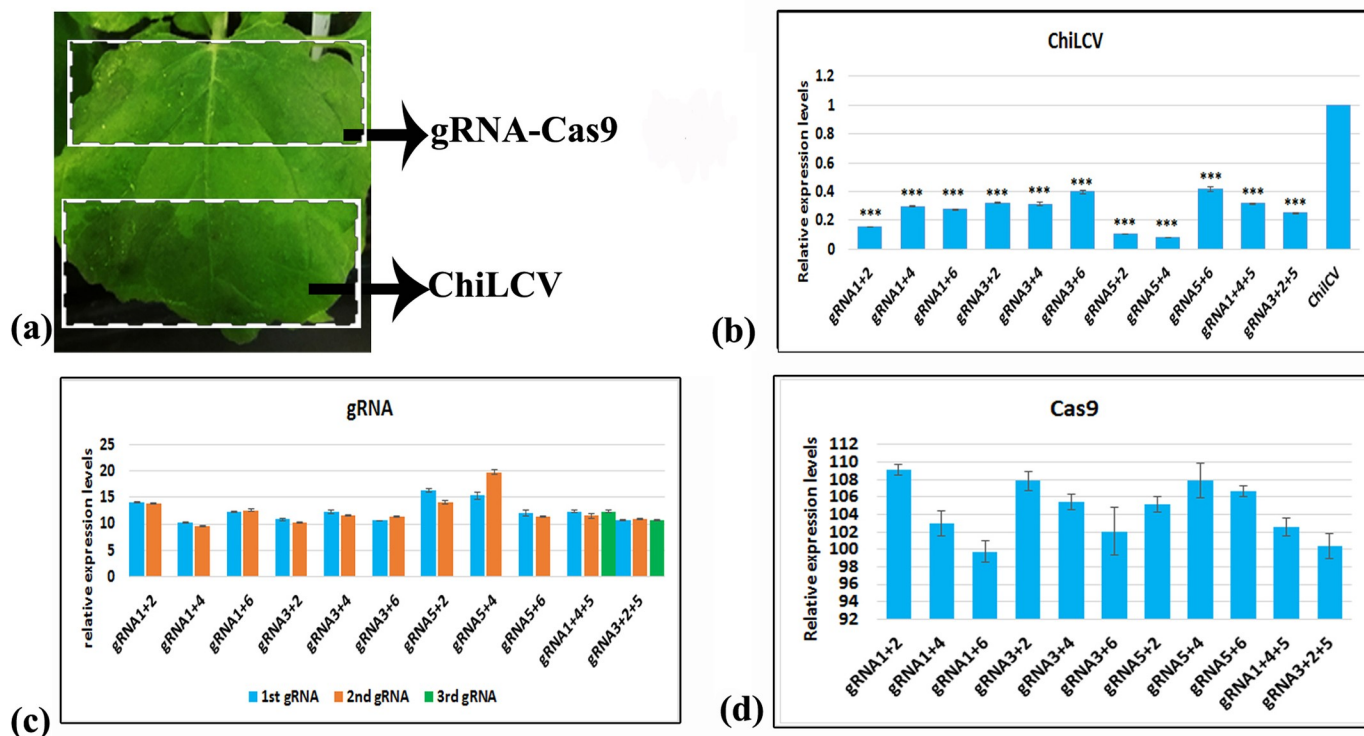 (a)
gRNA-Cas9
ChiLCV
(b)
ChiLCV
Relative expression levels
1.2
1
0.8
0.6
0.4
0.2
0
***
***
***
***
***
***
***
***
***
***
***
gRNA1+2
gRNA1+4
gRNA1+6
gRNA3+2
gRNA3+4
gRNA3+6
gRNA5+2
gRNA5+4
gRNA5+6
gRNA1+4+5
gRNA3+2+5
ChilCV
(c)
gRNA
relative expression levels
25
20
15
10
5
0
gRNA1+2
gRNA1+4
gRNA1+6
gRNA3+2
gRNA3+4
gRNA3+6
gRNA5+2
gRNA5+4
gRNA5+6
gRNA1+4+5
gRNA3+2+5
1st gRNA 2nd gRNA 3rd gRNA
(d)
Cas9
Relative expression levels
112
110
108
106
104
102
100
98
96
94
92
gRNA1+2
gRNA1+4
gRNA1+6
gRNA3+2
gRNA3+4
gRNA3+6
gRNA5+2
gRNA5+4
gRNA5+6
gRNA1+4+5
gRNA3+2+5